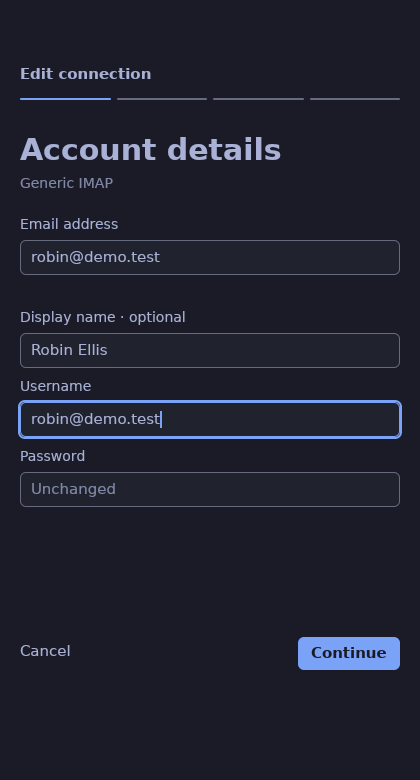 Edit connection
Account details
Generic IMAP
Email address
robin@demo.test
Display name · optional
Robin Ellis
Username
robin@demo.test
Password
Unchanged
Cancel
Continue